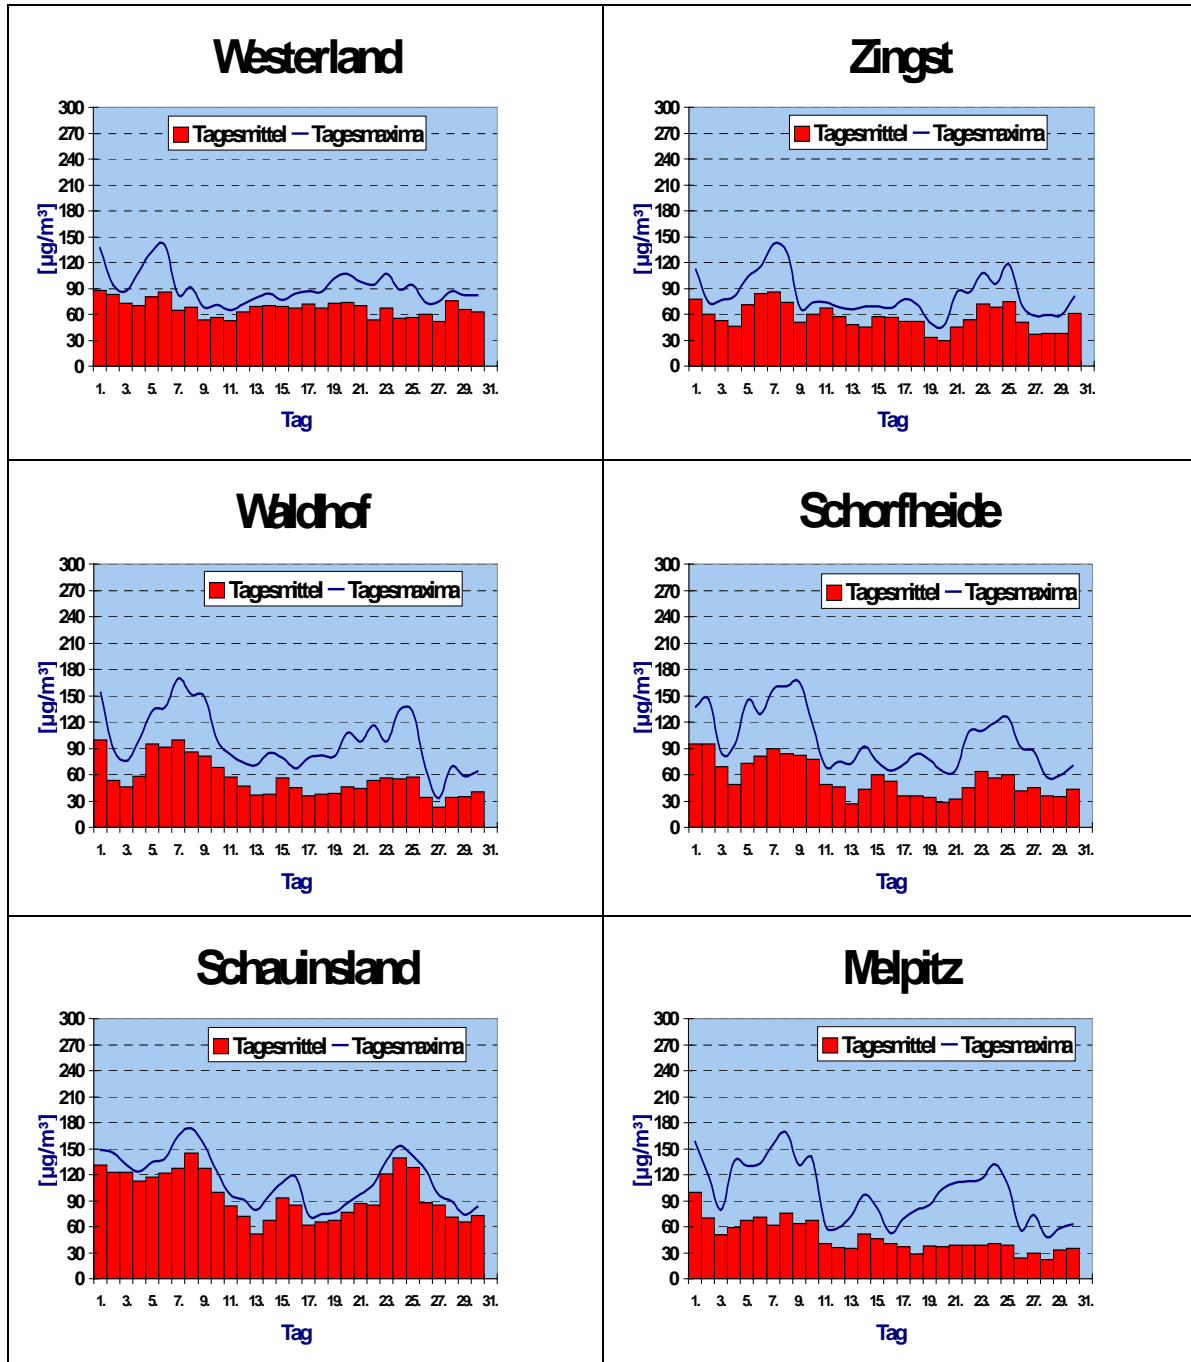 Westerland
300
270
240
210
180
150
120
90
60
30
0
[µg/m³]
Tagesmittel Tagesmaxima
1. 3. 5. 7. 9. 11. 13. 15. 17. 19. 21. 23. 25. 27. 29. 31.
Tag
Zingst
300
270
240
210
180
150
120
90
60
30
0
[µg/m³]
Tagesmittel Tagesmaxima
1. 3. 5. 7. 9. 11. 13. 15. 17. 19. 21. 23. 25. 27. 29. 31.
Tag
Waldhof
300
270
240
210
180
150
120
90
60
30
0
[µg/m³]
Tagesmittel Tagesmaxima
1. 3. 5. 7. 9. 11. 13. 15. 17. 19. 21. 23. 25. 27. 29. 31.
Tag
Schorfheide
300
270
240
210
180
150
120
90
60
30
0
[µg/m³]
Tagesmittel Tagesmaxima
1. 3. 5. 7. 9. 11. 13. 15. 17. 19. 21. 23. 25. 27. 29. 31.
Tag
Schauinsland
300
270
240
210
180
150
120
90
60
30
0
[µg/m³]
Tagesmittel Tagesmaxima
1. 3. 5. 7. 9. 11. 13. 15. 17. 19. 21. 23. 25. 27. 29. 31.
Tag
Melpitz
300
270
240
210
180
150
120
90
60
30
0
[µg/m³]
Tagesmittel Tagesmaxima
1. 3. 5. 7. 9. 11. 13. 15. 17. 19. 21. 23. 25. 27. 29. 31.
Tag